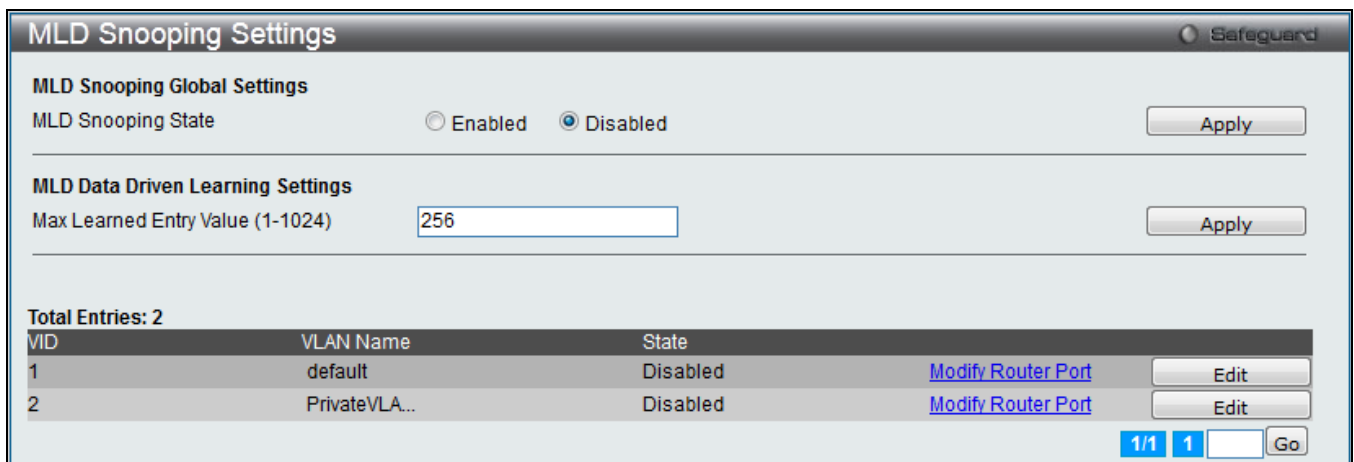 MLD Snooping Settings Safeguard
MLD Snooping Global Settings
MLD Snooping State Enabled Disabled Apply
MLD Data Driven Learning Settings
Max Learned Entry Value (1-1024) 256 Apply
Total Entries: 2
VID VLAN Name State
1 default Disabled Modify Router Port Edit
2 PrivateVLA... Disabled Modify Router Port Edit
1/1 1 Go